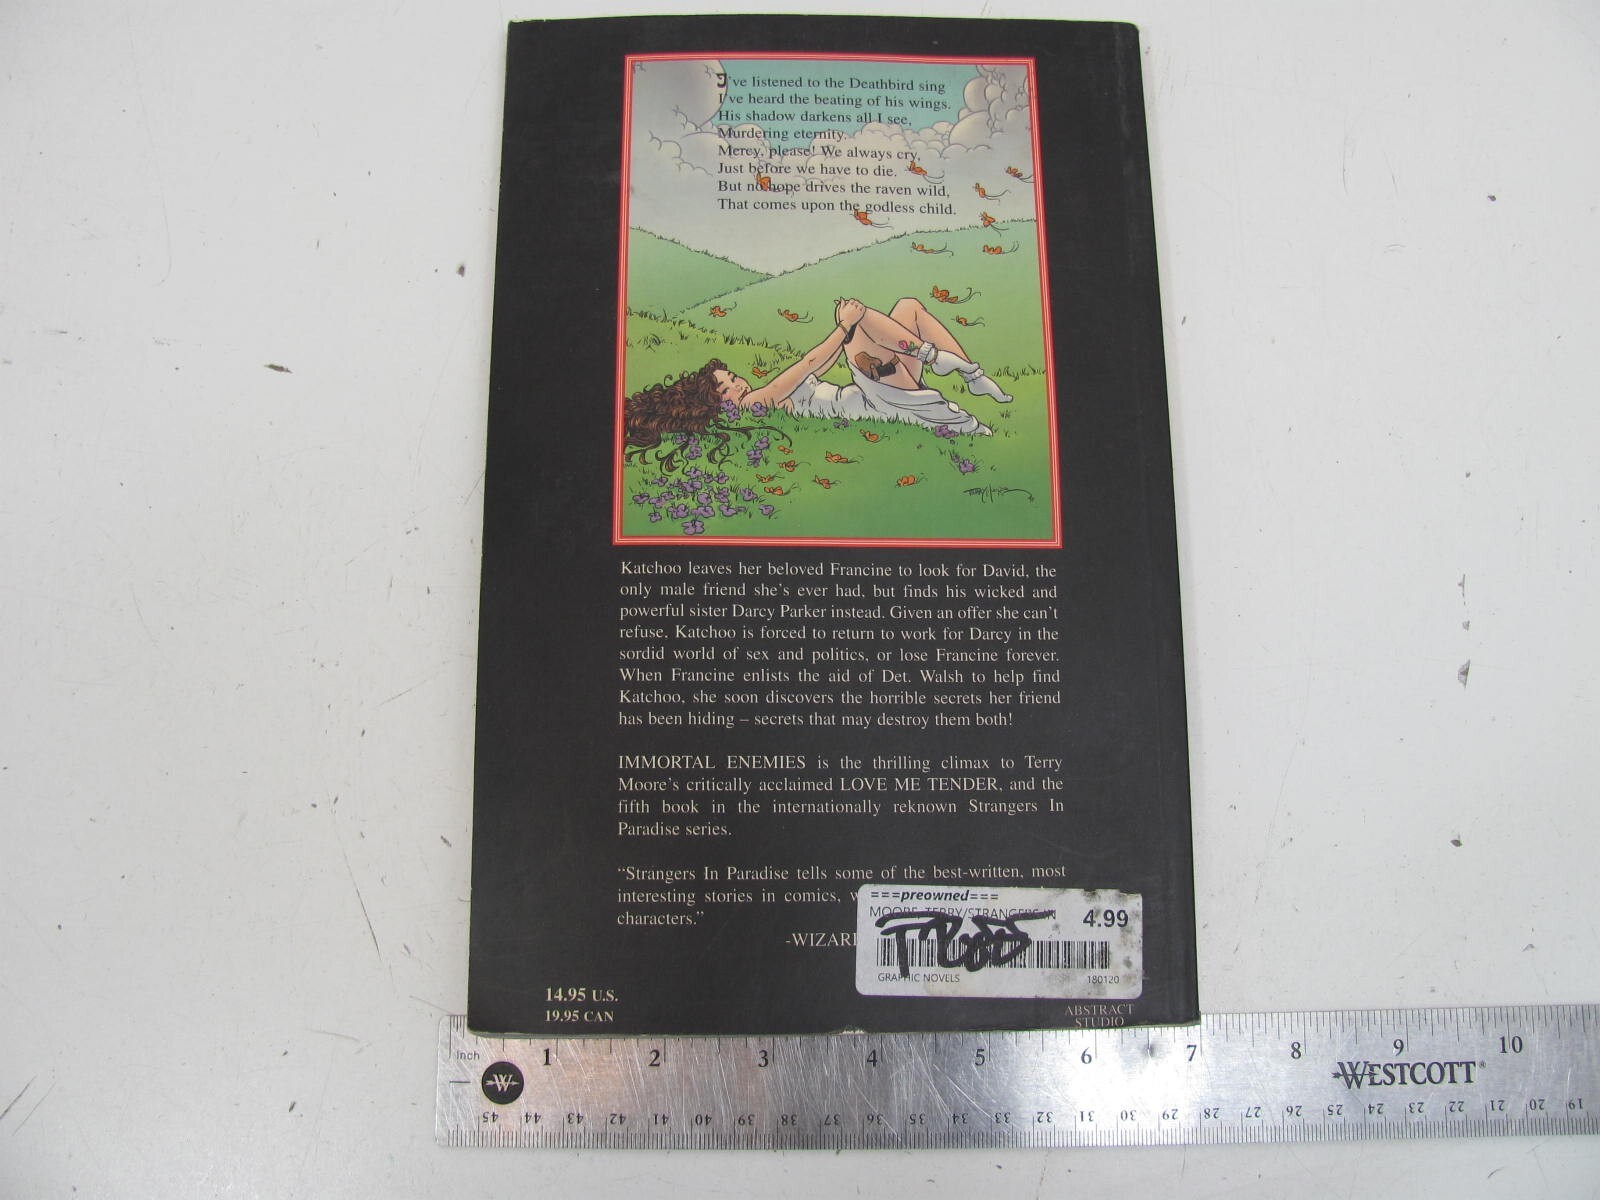 I've listened to the Deathbird sing
I've heard the beating of his wings.
His shadow darkens all I see,
Murdering eternity.
Mercy, please! We always cry,
Just before we have to die.
But no hope drives the raven wild,
That comes upon the godless child.
Katchoo leaves her beloved Francine to look for David, the
only male friend she's ever had, but finds his wicked and
powerful sister Darcy Parker instead. Given an offer she can't
refuse, Katchoo is forced to return to work for Darcy in the
sordid world of sex and politics, or lose Francine forever.
When Francine enlists the aid of Det. Walsh to help find
Katchoo, she soon discovers the horrible secrets her friend
has been hiding – secrets that may destroy them both!
IMMORTAL ENEMIES is the thrilling climax to Terry
Moore's critically acclaimed LOVE ME TENDER, and the
fifth book in the internationally reknown Strangers In
Paradise series.
“Strangers In Paradise tells some of the best-written, most
interesting stories in comics, w
characters.”
-WIZAR
===preowned===
MOORE, TERRY/STRANGERS IN
4.99
GRAPHIC NOVELS
180120
14.95 U.S.
19.95 CAN
ABSTRACT
STUDIO
Inch 1 2 3 4 5 6 7 8 9 10
W
WESTCOTT®
45 44 43 42 41 40 39 38 37 36 35 34 33 32 31 30 29 28 27 26 25 24 23 22 21 20 19